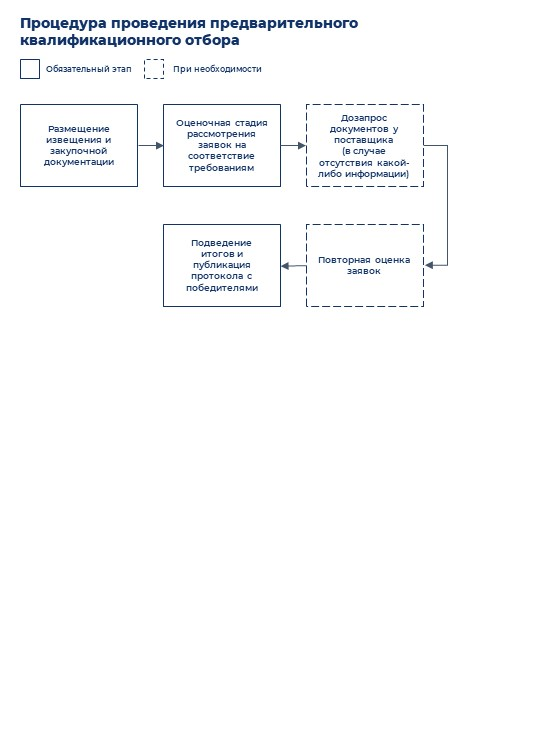 Процедура проведения предварительного
квалификационного отбора
Обязательный этап
При необходимости
Размещение
извещения и
закупочной
документации
Оценочная стадия
рассмотрения
заявок на
соответствие
требованиям
Дозапрос
документов у
поставщика
(в случае
отсутствия какой-
либо информации)
Подведение
итогов и
публикация
протокола с
победителями
Повторная оценка
заявок